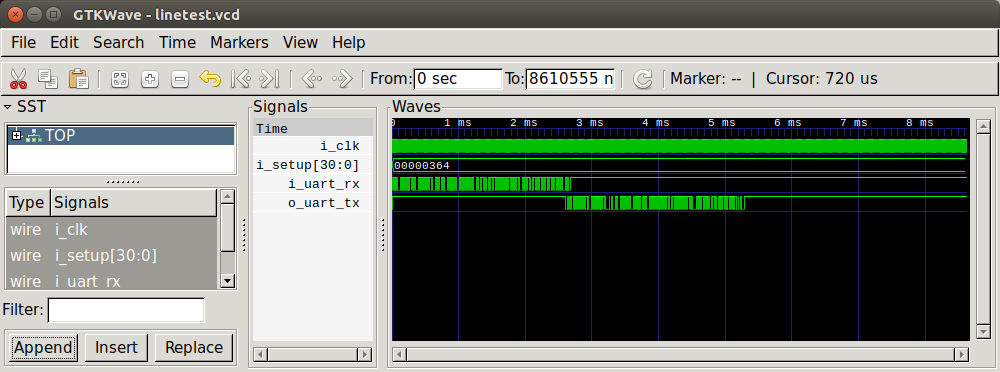 GTKWave - linetest.vcd
File Edit Search Time Markers View Help
From: 0 sec To: 8610555 n Marker: -- | Cursor: 720 us
SST
TOP
Type Signals
wire i_clk
wire i_setup[30:0]
wire i_uart_rx
Filter:
Append Insert Replace
Signals
Time
i_clk
i_setup[30:0]
i_uart_rx
o_uart_tx
Waves
0 1 ms 2 ms 3 ms 4 ms 5 ms 6 ms 7 ms 8 ms
00000364